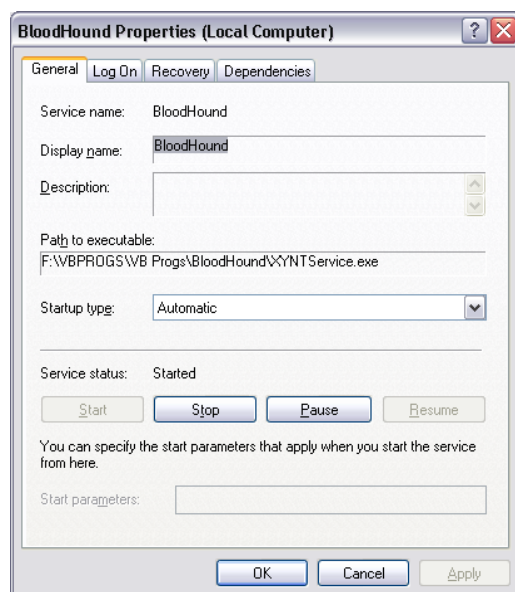 BloodHound Properties (Local Computer)
General Log On Recovery Dependencies
Service name: BloodHound
Display name: BloodHound
Description:
Path to executable:
F:\VBPROGS\VB Progs\BloodHound\XYNTService.exe
Startup type: Automatic
Service status: Started
Start Stop Pause Resume
You can specify the start parameters that apply when you start the service
from here.
Start parameters:
OK Cancel Apply